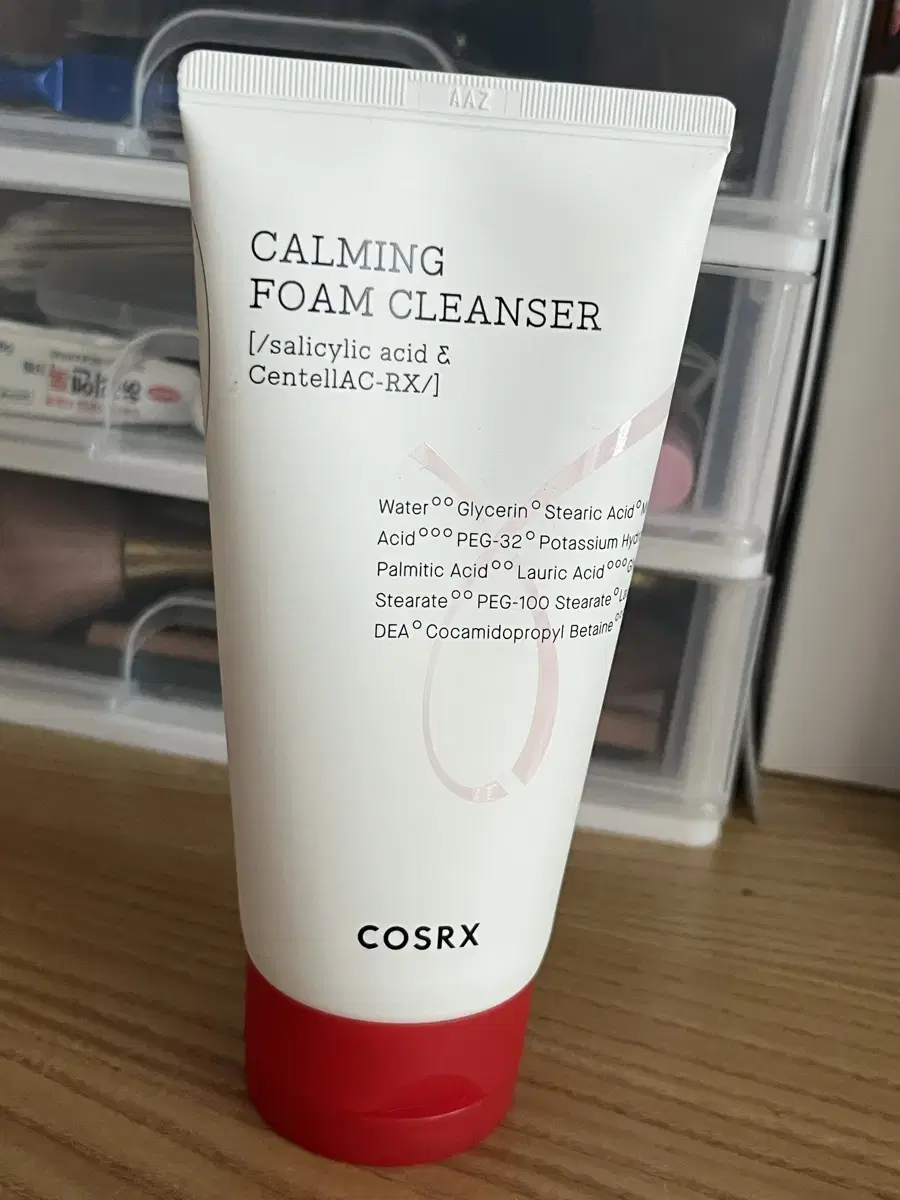 AAZ
CALMING
FOAM CLEANSER
[/salicylic acid &
CentellAC-RX/]
Water°° Glycerin° Stearic Acid°
Acid°°° PEG-32° Potassium
Palmitic Acid°° Lauric Acid°°°
Stearate°° PEG-100 Stearate°
DEA° Cocamidopropyl Betaine°°
COSRX